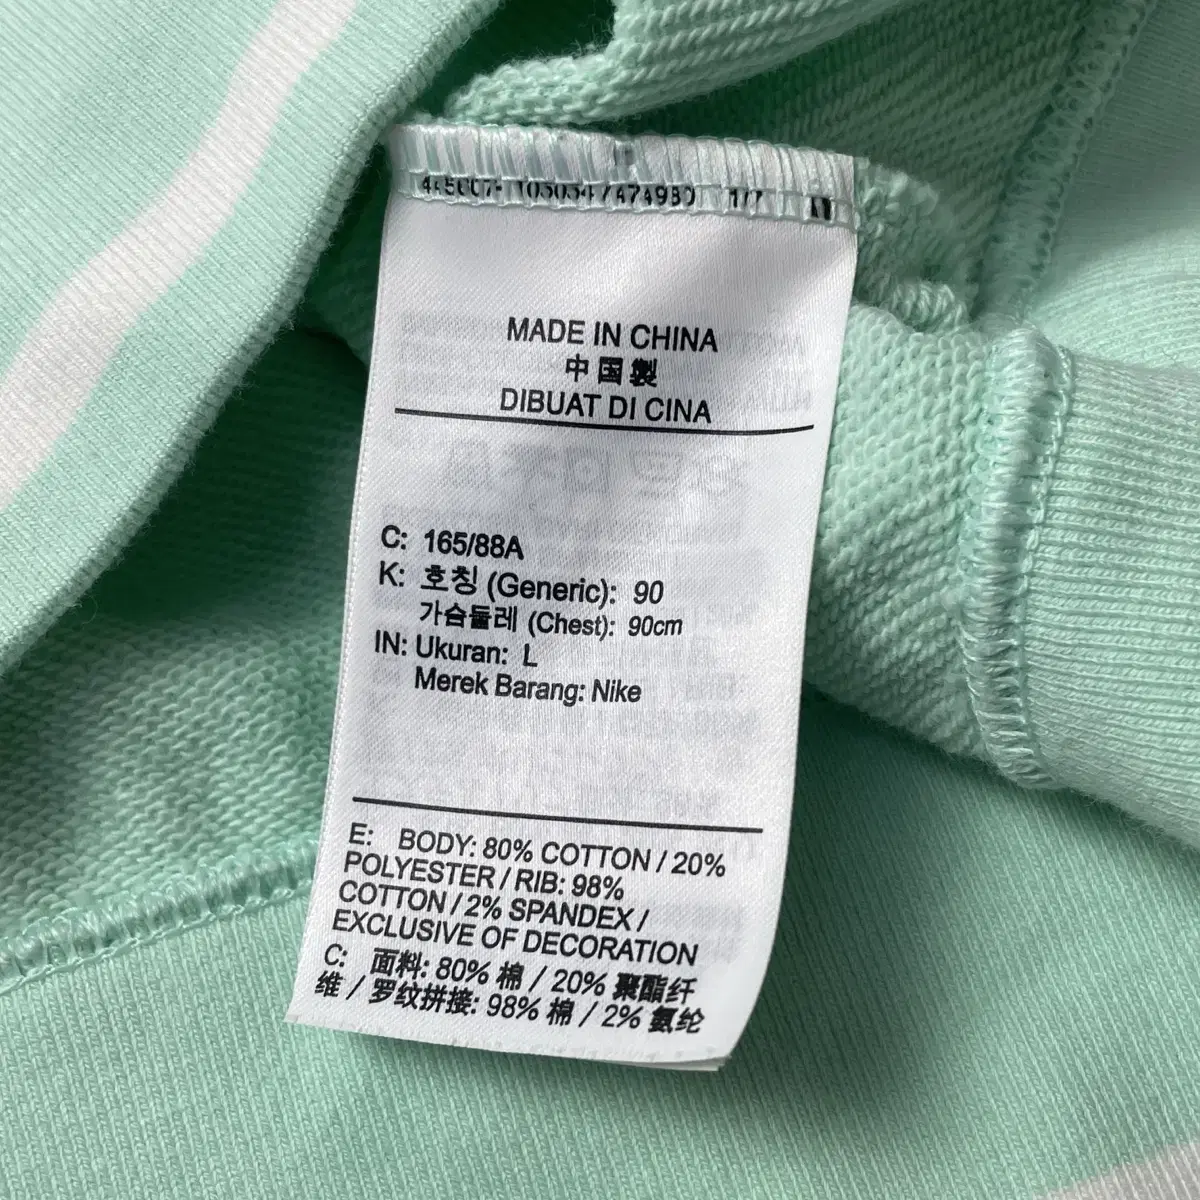 MADE IN CHINA
中国製
DIBUAT DI CINA
C: 165/88A
K: 호칭 (Generic): 90
가슴둘레 (Chest): 90cm
IN: Ukuran: L
Merek Barang: Nike
E: BODY: 80% COTTON / 20%
POLYESTER / RIB: 98%
COTTON / 2% SPANDEX /
EXCLUSIVE OF DECORATION
C: 面料: 80% 棉 / 20% 聚酯纤
维 / 罗纹拼接: 98% 棉 / 2% 氨纶